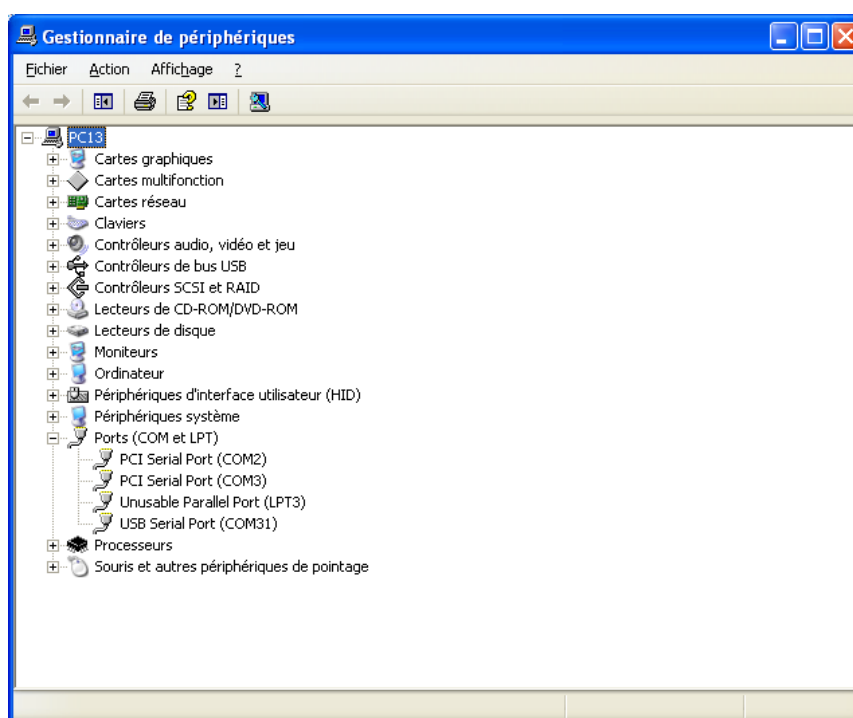 Gestionnaire de périphériques
Fichier Action Affichage ?
PC13
Cartes graphiques
Cartes multifonction
Cartes réseau
Claviers
Contrôleurs audio, vidéo et jeu
Contrôleurs de bus USB
Contrôleurs SCSI et RAID
Lecteurs de CD-ROM/DVD-ROM
Lecteurs de disque
Moniteurs
Ordinateur
Périphériques d'interface utilisateur (HID)
Périphériques système
Ports (COM et LPT)
PCI Serial Port (COM2)
PCI Serial Port (COM3)
Unusable Parallel Port (LPT3)
USB Serial Port (COM31)
Processeurs
Souris et autres périphériques de pointage